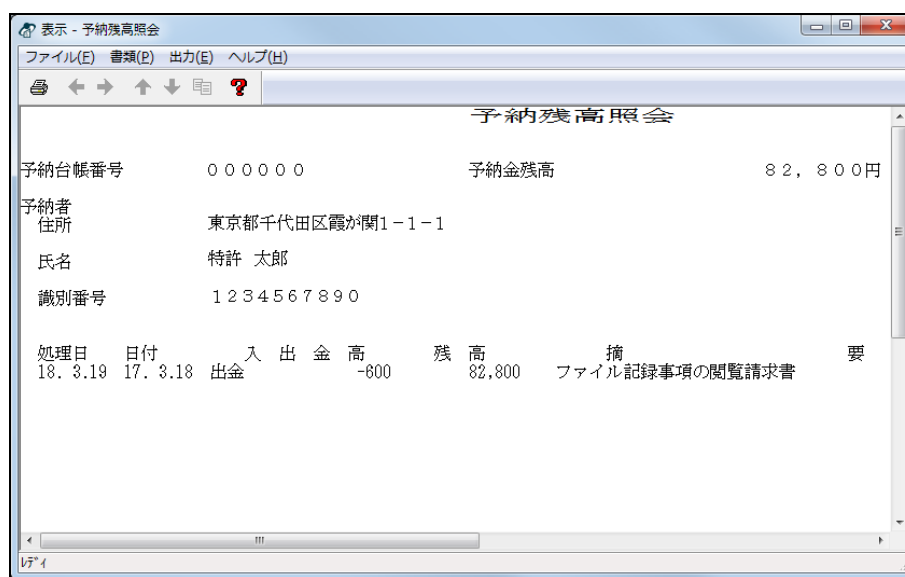 表示 - 予納残高照会
ファイル(F) 書類(P) 出力(E) ヘルプ(H)
予納残高照会
予納台帳番号 000000 予納金残高 82,800円
予納者
住所 東京都千代田区霞が関1-1-1
氏名 特許 太郎
識別番号 1234567890
処理日 日付 入 出 金 高 残 高 摘 要
18. 3.19 17. 3.18 出金 -600 82,800 ファイル記録事項の閲覧請求書
ﾚﾃﾞｨ